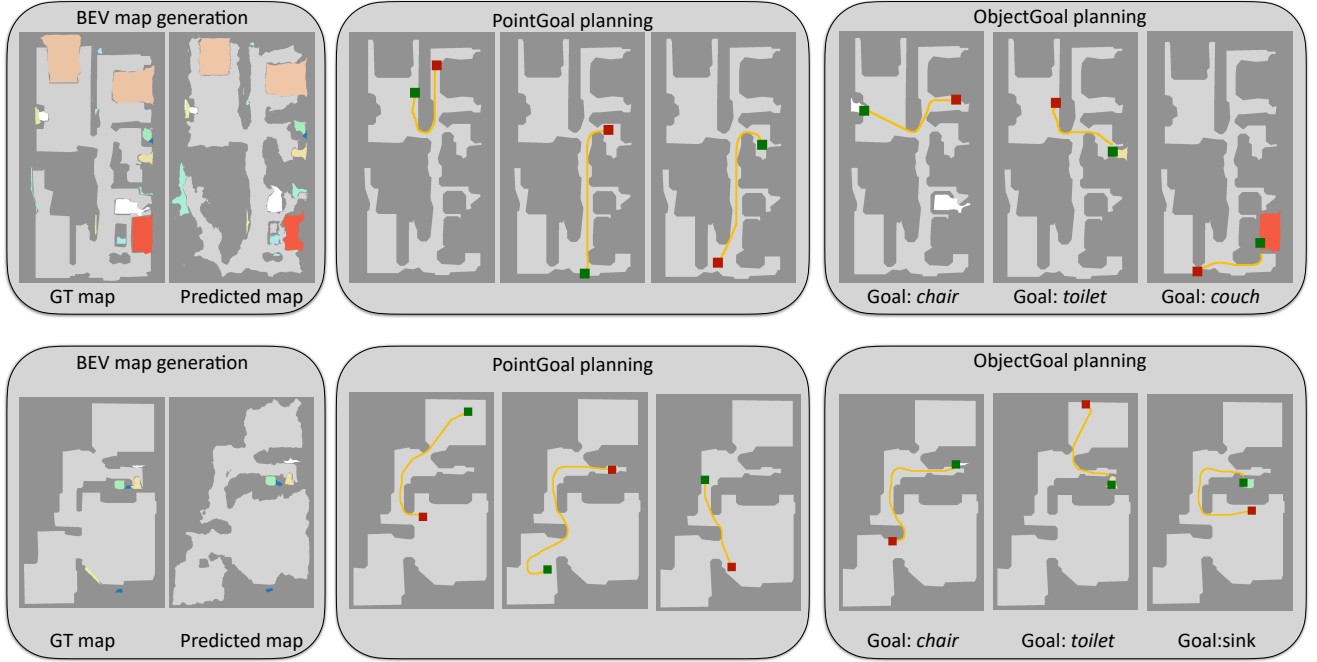 BEV map generation
GT map
Predicted map
PointGoal planning
ObjectGoal planning
Goal: chair
Goal: toilet
Goal: couch
BEV map generation
GT map
Predicted map
PointGoal planning
ObjectGoal planning
Goal: chair
Goal: toilet
Goal:sink